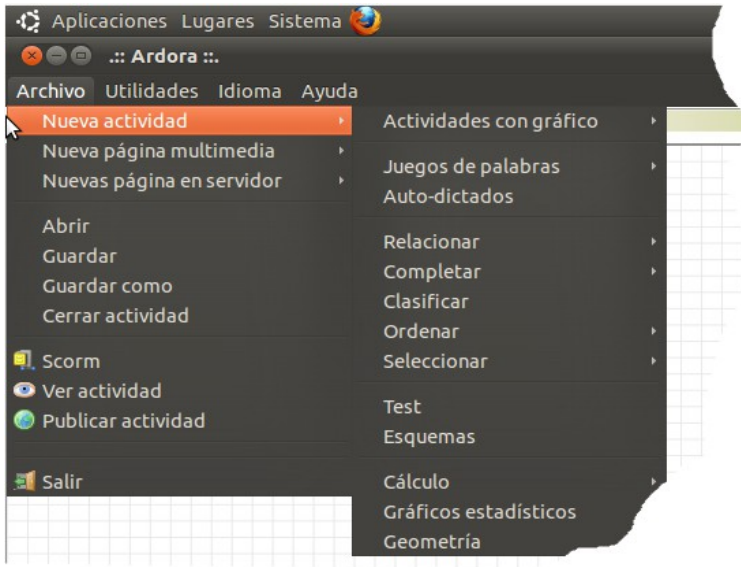 Aplicaciones Lugares Sistema
.:: Ardora ::.
Archivo Utilidades Idioma Ayuda
Nueva actividad
Nueva página multimedia
Nuevas página en servidor
Abrir
Guardar
Guardar como
Cerrar actividad
Scorm
Ver actividad
Publicar actividad
Salir
Actividades con gráfico
Juegos de palabras
Auto-dictados
Relacionar
Completar
Clasificar
Ordenar
Seleccionar
Test
Esquemas
Cálculo
Gráficos estadísticos
Geometría